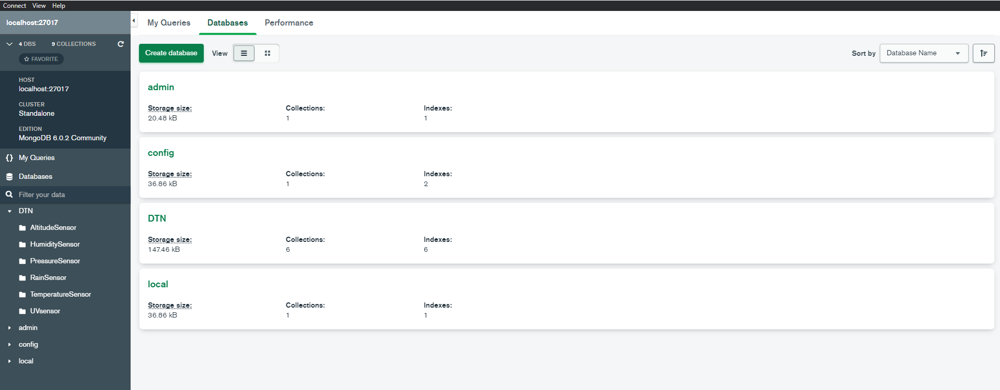 Connect View Help
localhost:27017
4 DBS 9 COLLECTIONS
FAVORITE
HOST
localhost:27017
CLUSTER
Standalone
EDITION
MongoDB 6.0.2 Community
{} My Queries
Databases
Filter your data
DTN
AltitudeSensor
HumiditySensor
PressureSensor
RainSensor
TemperatureSensor
UVsensor
admin
config
local
My Queries Databases Performance
Create database View Sort by Database Name
admin
Storage size: Collections: Indexes:
20.48 kB 1 1
config
Storage size: Collections: Indexes:
36.86 kB 1 2
DTN
Storage size: Collections: Indexes:
147.46 kB 6 6
local
Storage size: Collections: Indexes:
36.86 kB 1 1